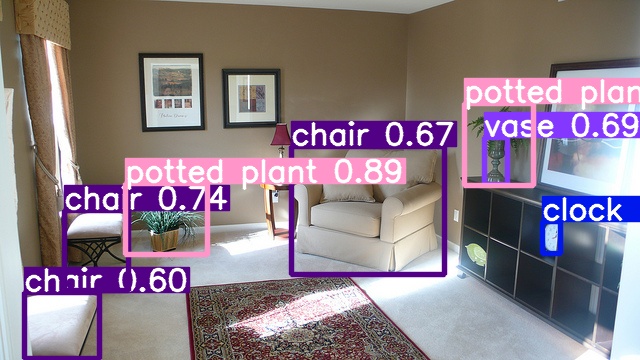 potted plan
vase 0.69
chair 0.67
potted plant 0.89
chair 0.74
clock
chair 0.60